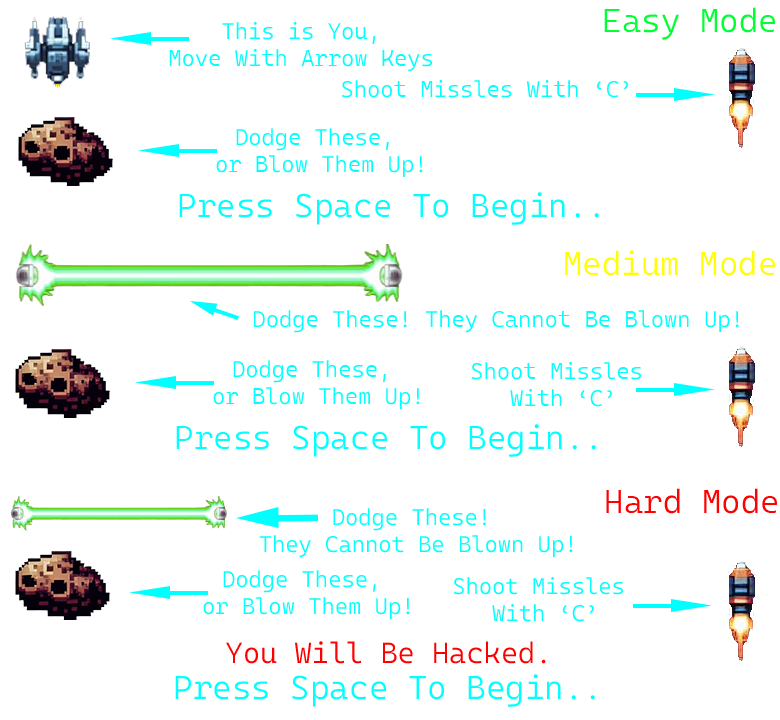 Easy Mode
This is You,
Move With Arrow Keys
Shoot Missles With ‘C’
Dodge These,
or Blow Them Up!
Press Space To Begin..
Medium Mode
Dodge These! They Cannot Be Blown Up!
Dodge These,
or Blow Them Up!
Shoot Missles
With ‘C’
Press Space To Begin..
Hard Mode
Dodge These!
They Cannot Be Blown Up!
Dodge These,
or Blow Them Up!
Shoot Missles
With ‘C’
You Will Be Hacked.
Press Space To Begin..